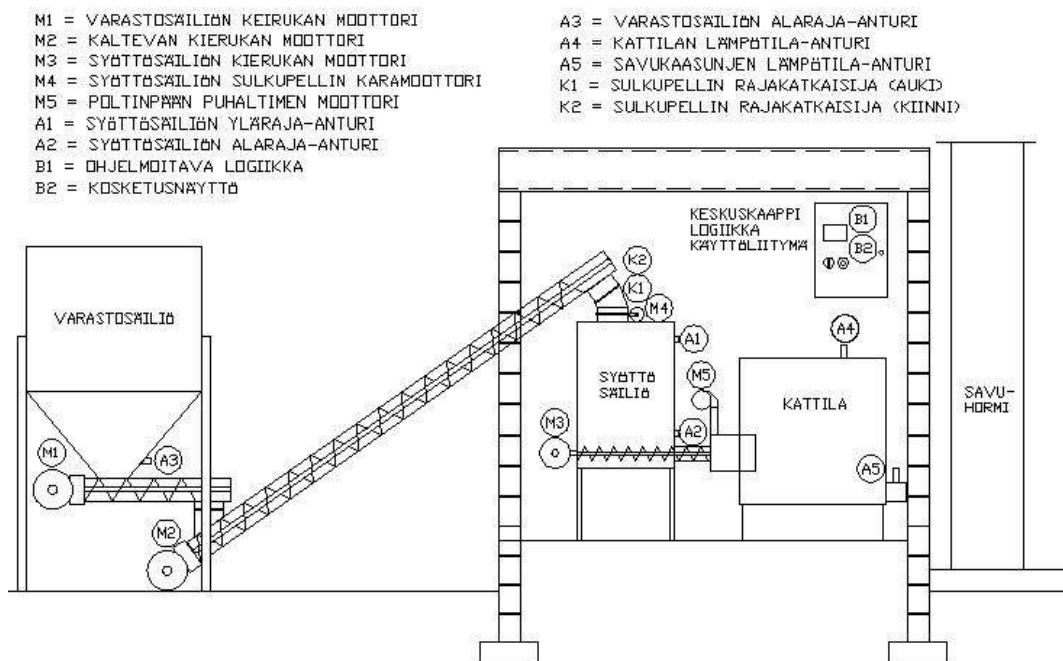 M1 = VARASTOSÄILIÖN KEIRUKAN MOOTTORI
M2 = KALTEVAN KIERUKAN MOOTTORI
M3 = SYÖTTÖSÄILIÖN KIERUKAN MOOTTORI
M4 = SYÖTTÖSÄILIÖN SULKUPELLIN KARAMOOTTORI
M5 = POLTINPÄÄN PUHALTIMEN MOOTTORI
A1 = SYÖTTÖSÄILIÖN YLÄRAJA-ANTURI
A2 = SYÖTTÖSÄILIÖN ALARAJA-ANTURI
B1 = OHJELMOITAVA LOGIIKKA
B2 = KOSKETUSNÄYTTÖ
A3 = VARASTOSÄILIÖN ALARAJA-ANTURI
A4 = KATTILAN LÄMPÖTILA-ANTURI
A5 = SAVUKAASUNJEN LÄMPÖTILA-ANTURI
K1 = SULKUPELLIN RAJAKATKAISIJA (AUKI)
K2 = SULKUPELLIN RAJAKATKAISIJA (KIINNI)
KESKUSKAAPPI
LOGIIKKA
KÄYTTÖLIITYMÄ
B1
B2
K2
K1
M4
VARASTOSÄILIÖ
A1
A4
SYÖTTÖ
SÄILIÖ
M5
KATTILA
SAVU-
HORMI
M3
A2
M1
A3
A5
M2